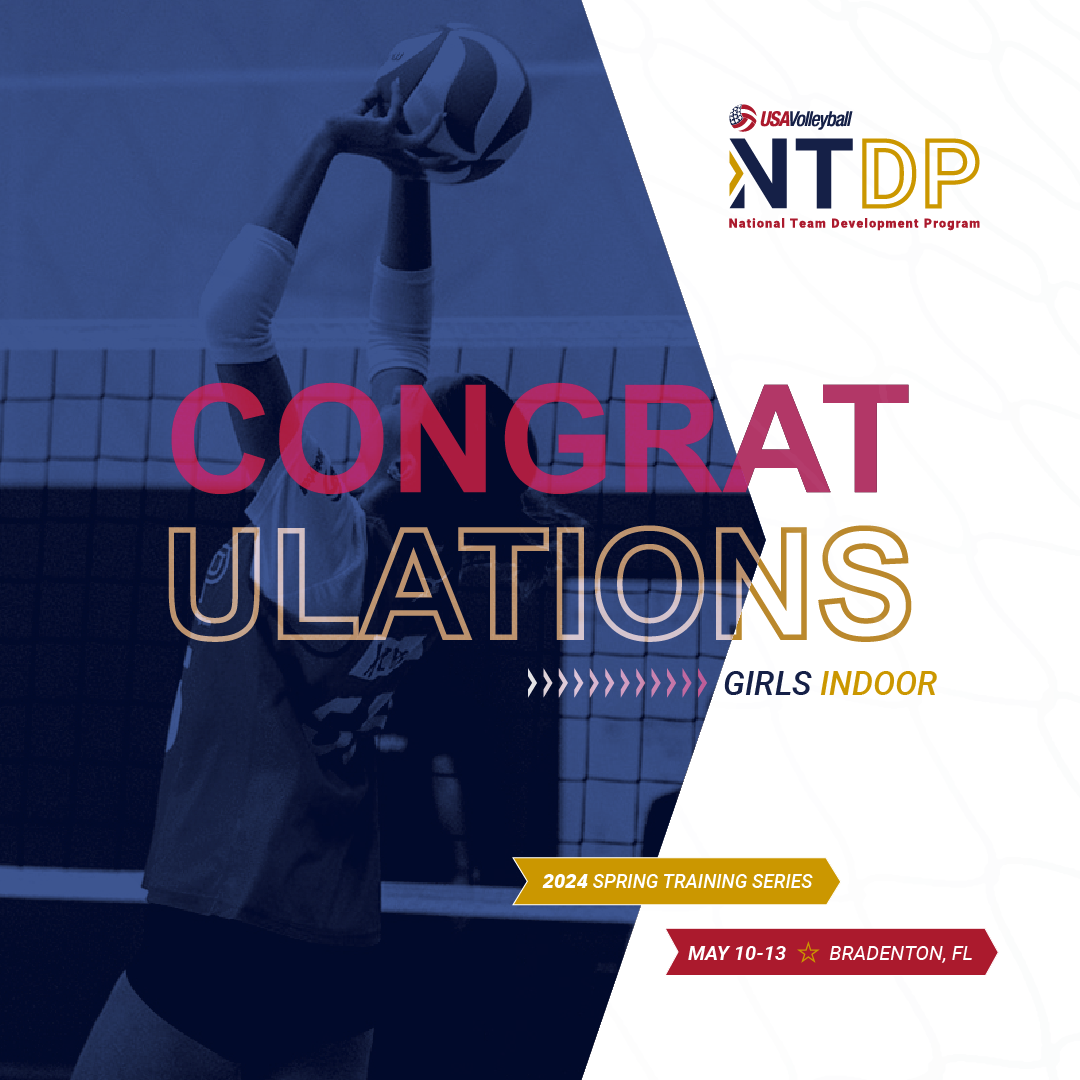 USAVolleyball
NTDP
National Team Development Program
CONGRAT
ULATIONS
GIRLS INDOOR
2024 SPRING TRAINING SERIES
MAY 10-13 ☆ BRADENTON, FL